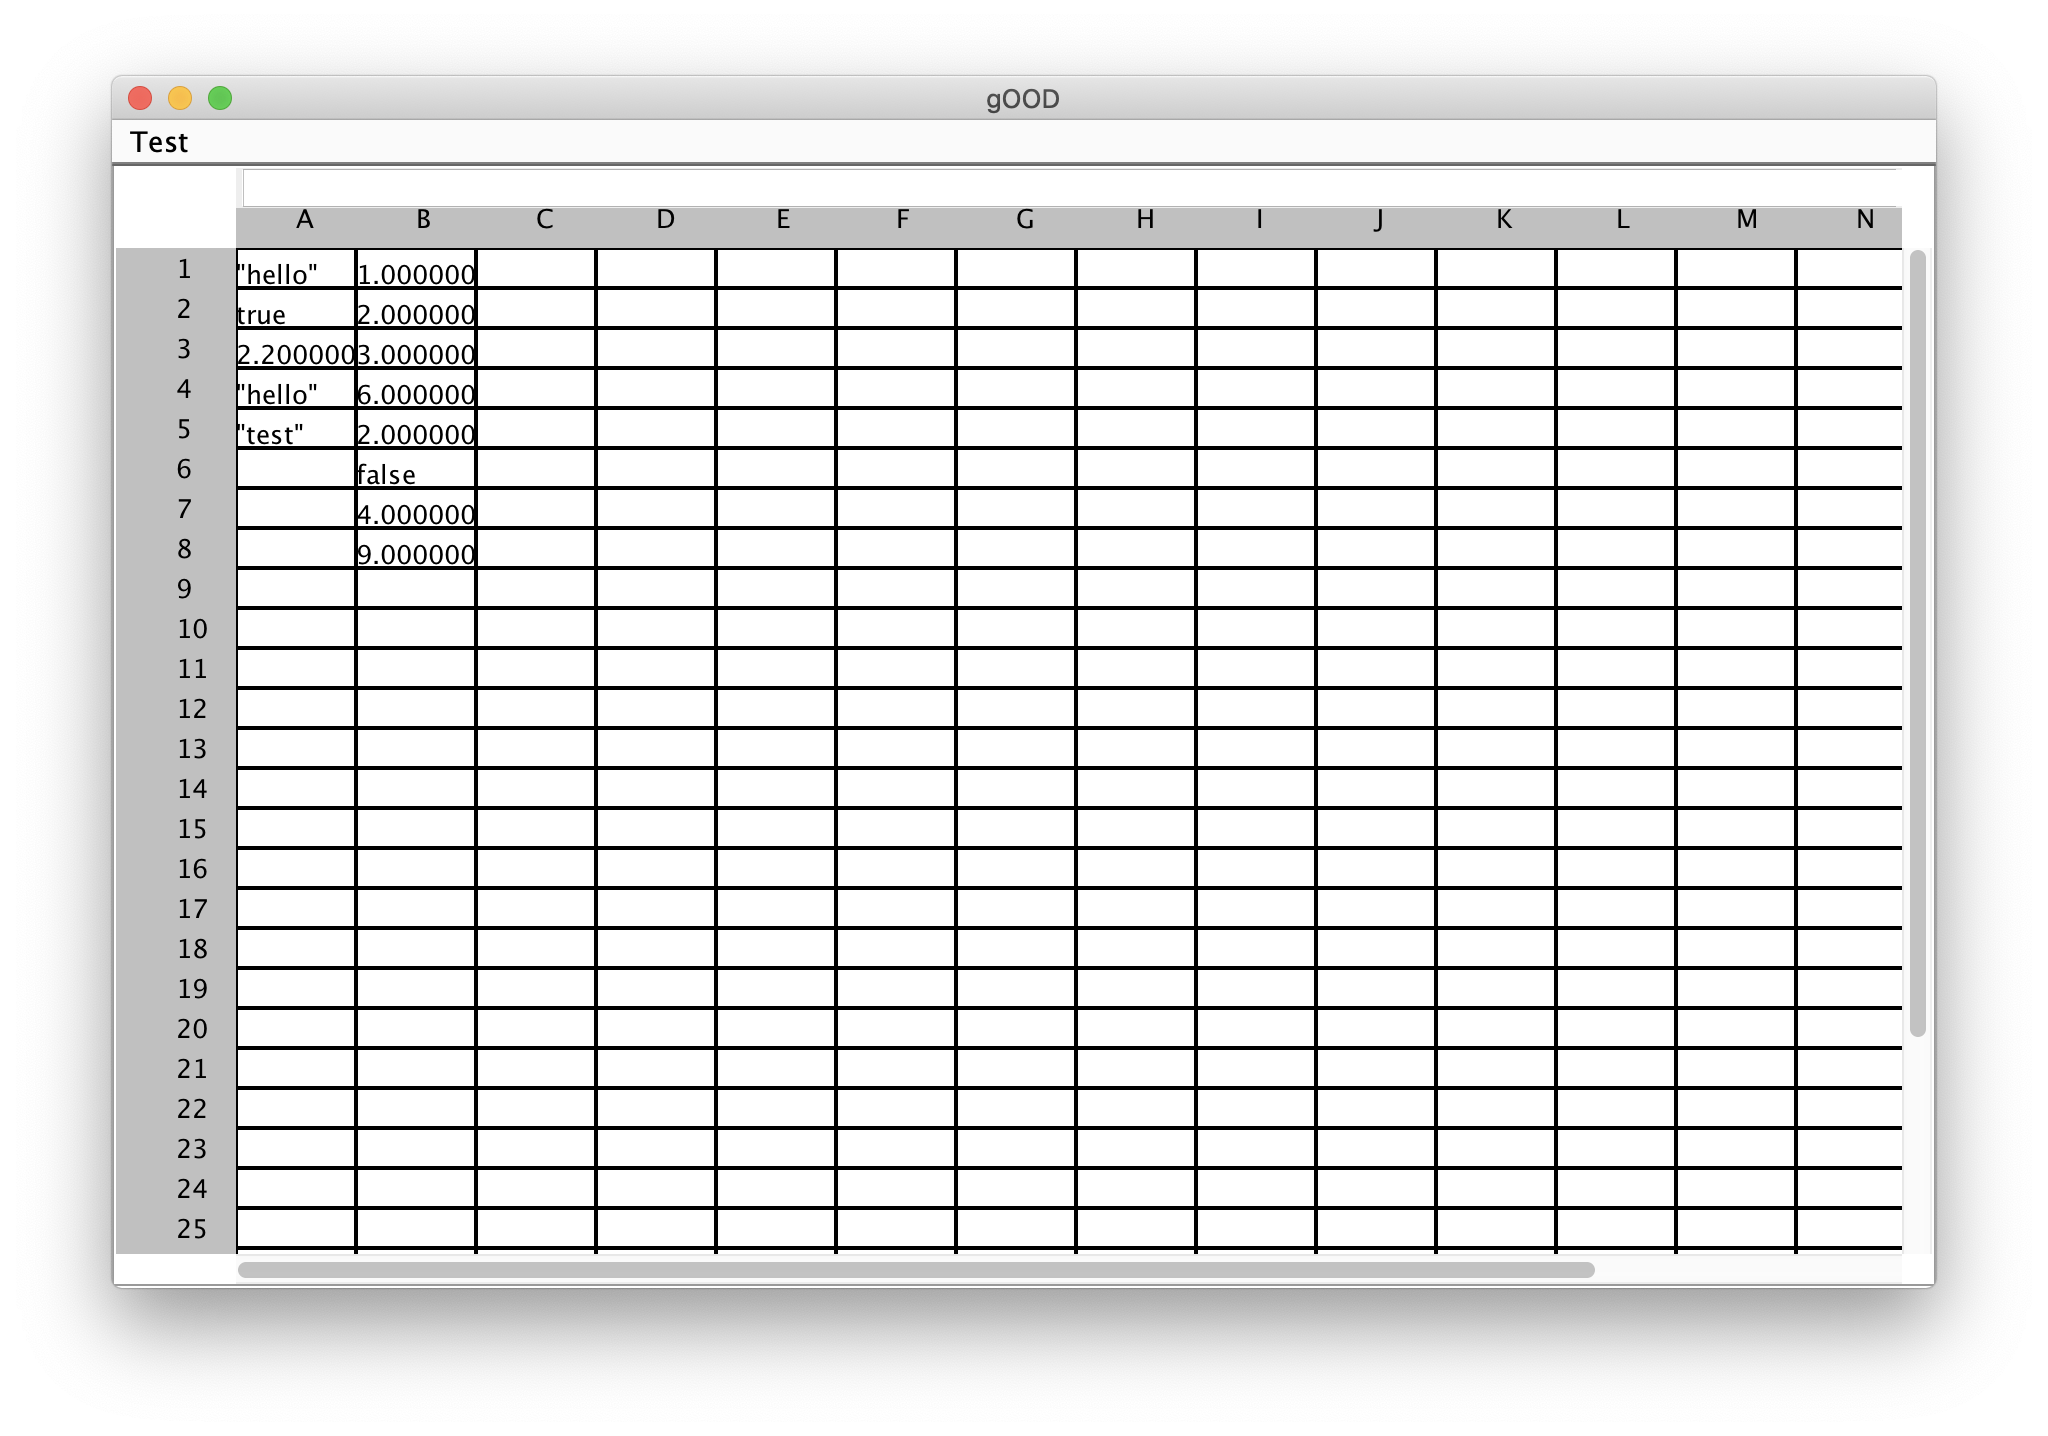 gOOD
Test
A B C D E F G H I J K L M N
1 "hello" 1.000000
2 true 2.000000
3 2.200000 3.000000
4 "hello" 6.000000
5 "test" 2.000000
6 false
7 4.000000
8 9.000000
9
10
11
12
13
14
15
16
17
18
19
20
21
22
23
24
25